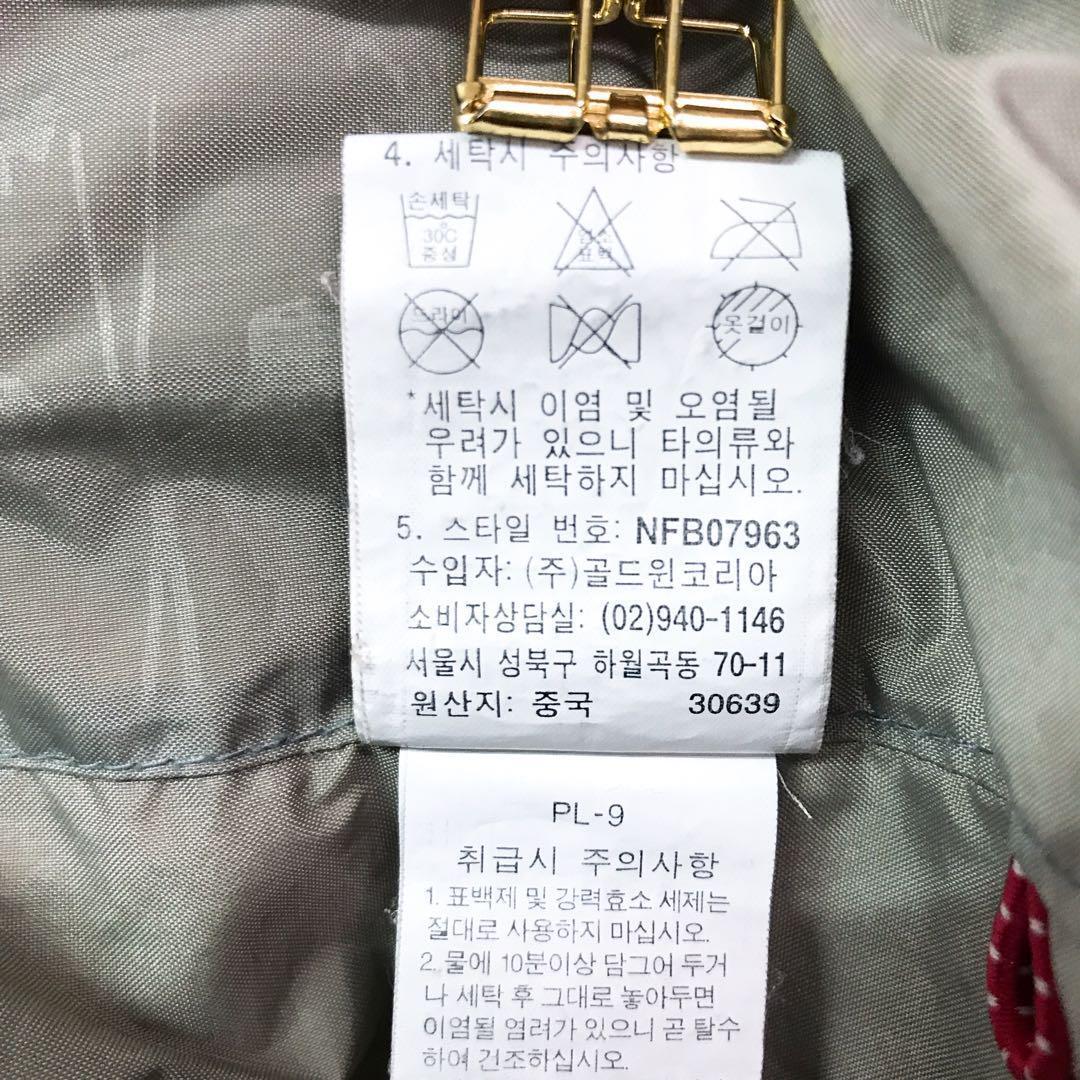 4. 세탁시 주의사항
손세탁
30℃
중성
염소
표백
드라이
옷걸이
*세탁시 이염 및 오염될
우려가 있으니 타의류와
함께 세탁하지 마십시오.
5. 스타일 번호: NFB07963
수입자: (주)골드윈코리아
소비자상담실: (02)940-1146
서울시 성북구 하월곡동 70-11
원산지: 중국 30639
PL-9
취급시 주의사항
1. 표백제 및 강력효소 세제는
절대로 사용하지 마십시오.
2. 물에 10분이상 담그어 두거
나 세탁 후 그대로 놓아두면
이염될 염려가 있으니 곧 탈수
하여 건조하십시오.